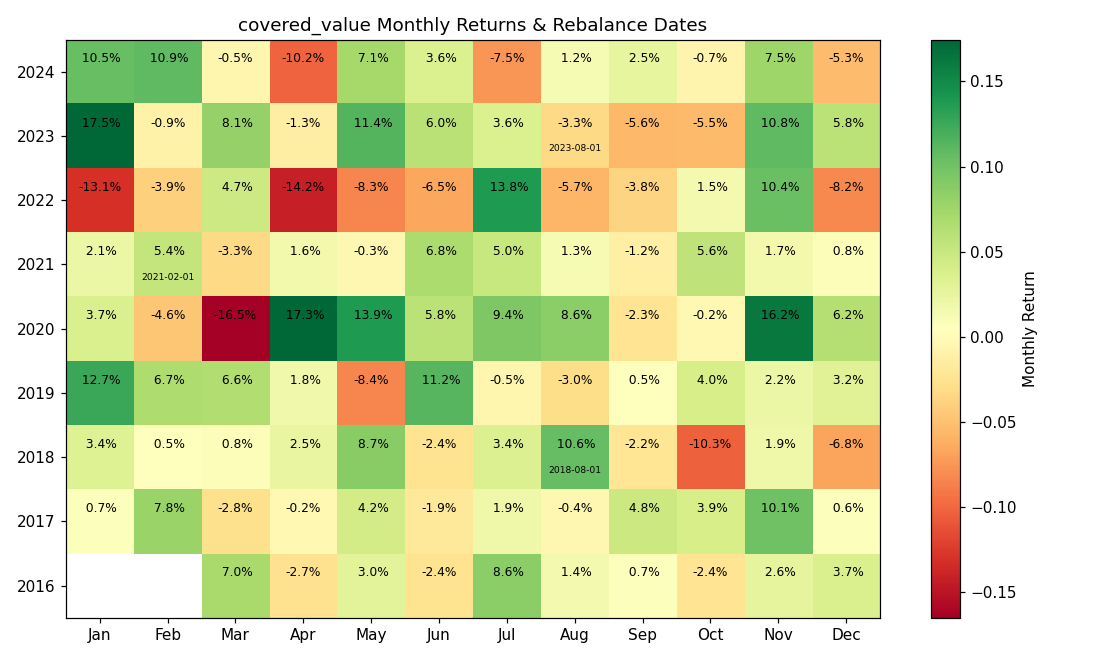 covered_value Monthly Returns & Rebalance Dates
2024 10.5% 10.9% -0.5% -10.2% 7.1% 3.6% -7.5% 1.2% 2.5% -0.7% 7.5% -5.3%
2023 17.5% -0.9% 8.1% -1.3% 11.4% 6.0% 3.6% -3.3% -5.6% -5.5% 10.8% 5.8%
2023-08-01
2022 -13.1% -3.9% 4.7% -14.2% -8.3% -6.5% 13.8% -5.7% -3.8% 1.5% 10.4% -8.2%
2021 2.1% 5.4% -3.3% 1.6% -0.3% 6.8% 5.0% 1.3% -1.2% 5.6% 1.7% 0.8%
2021-02-01
2020 3.7% -4.6% -16.5% 17.3% 13.9% 5.8% 9.4% 8.6% -2.3% -0.2% 16.2% 6.2%
2019 12.7% 6.7% 6.6% 1.8% -8.4% 11.2% -0.5% -3.0% 0.5% 4.0% 2.2% 3.2%
2018 3.4% 0.5% 0.8% 2.5% 8.7% -2.4% 3.4% 10.6% -2.2% -10.3% 1.9% -6.8%
2018-08-01
2017 0.7% 7.8% -2.8% -0.2% 4.2% -1.9% 1.9% -0.4% 4.8% 3.9% 10.1% 0.6%
2016 7.0% -2.7% 3.0% -2.4% 8.6% 1.4% 0.7% -2.4% 2.6% 3.7%
Jan Feb Mar Apr May Jun Jul Aug Sep Oct Nov Dec
0.15
0.10
0.05
0.00
−0.05
−0.10
−0.15
Monthly Return